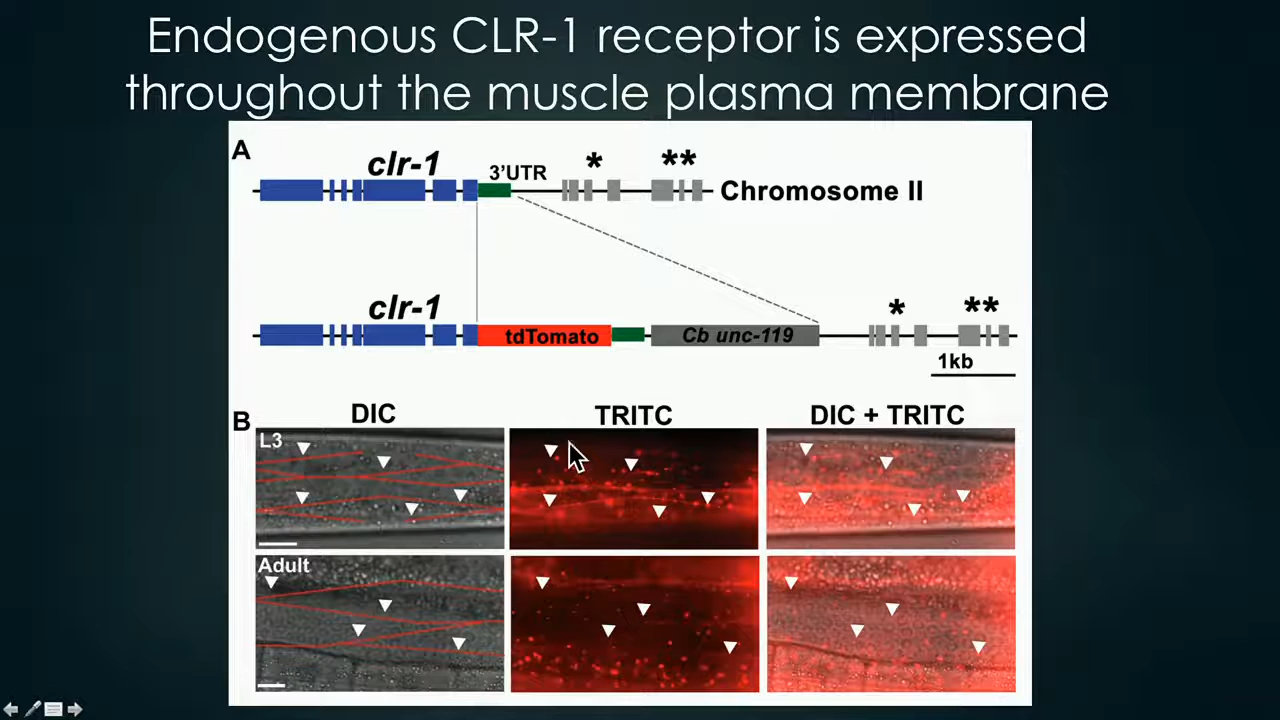 Endogenous CLR-1 receptor is expressed
throughout the muscle plasma membrane
A
clr-1
3'UTR
*
**
Chromosome II
clr-1
*
**
tdTomato
Cb unc-119
1kb
B
DIC
TRITC
DIC + TRITC
L3
Adult